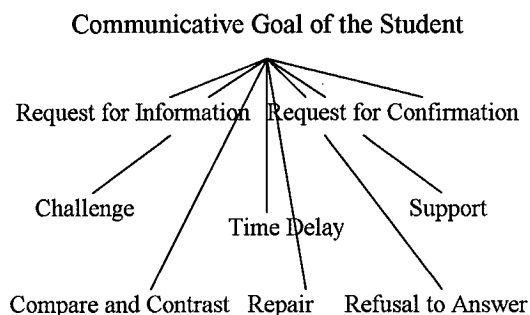 Communicative Goal of the Student
Request for Information Request for Confirmation
Challenge
Support
Time Delay
Compare and Contrast Repair Refusal to Answer